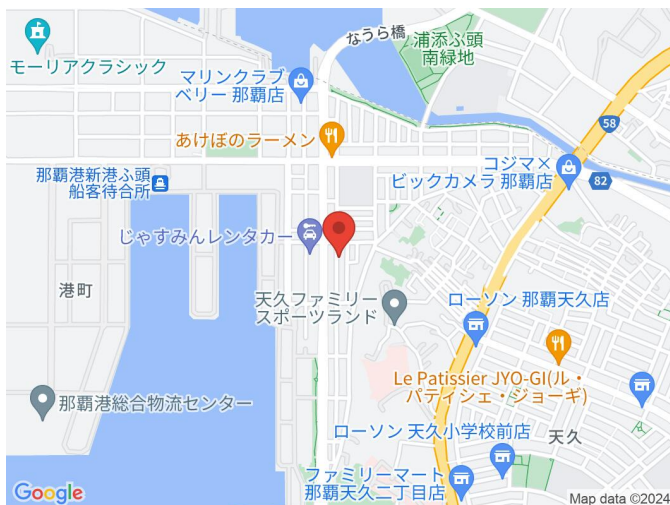 なうら橋
浦添ふ頭
南緑地
モーリアクラシック
マリンクラブ
ベリー 那覇店
58
あけぼのラーメン
コジマ×
ビックカメラ 那覇店
82
那覇港新港ふ頭
船客待合所
じゃすみんレンタカー
港町
天久ファミリー
スポーツランド
ローソン 那覇天久店
Le Patissier JYO-GI(ル・
パティシェ・ジョーギ)
那覇港総合物流センター
ローソン 天久小学校前店
天久
ファミリーマート
那覇天久二丁目店
Google
Map data ©2024